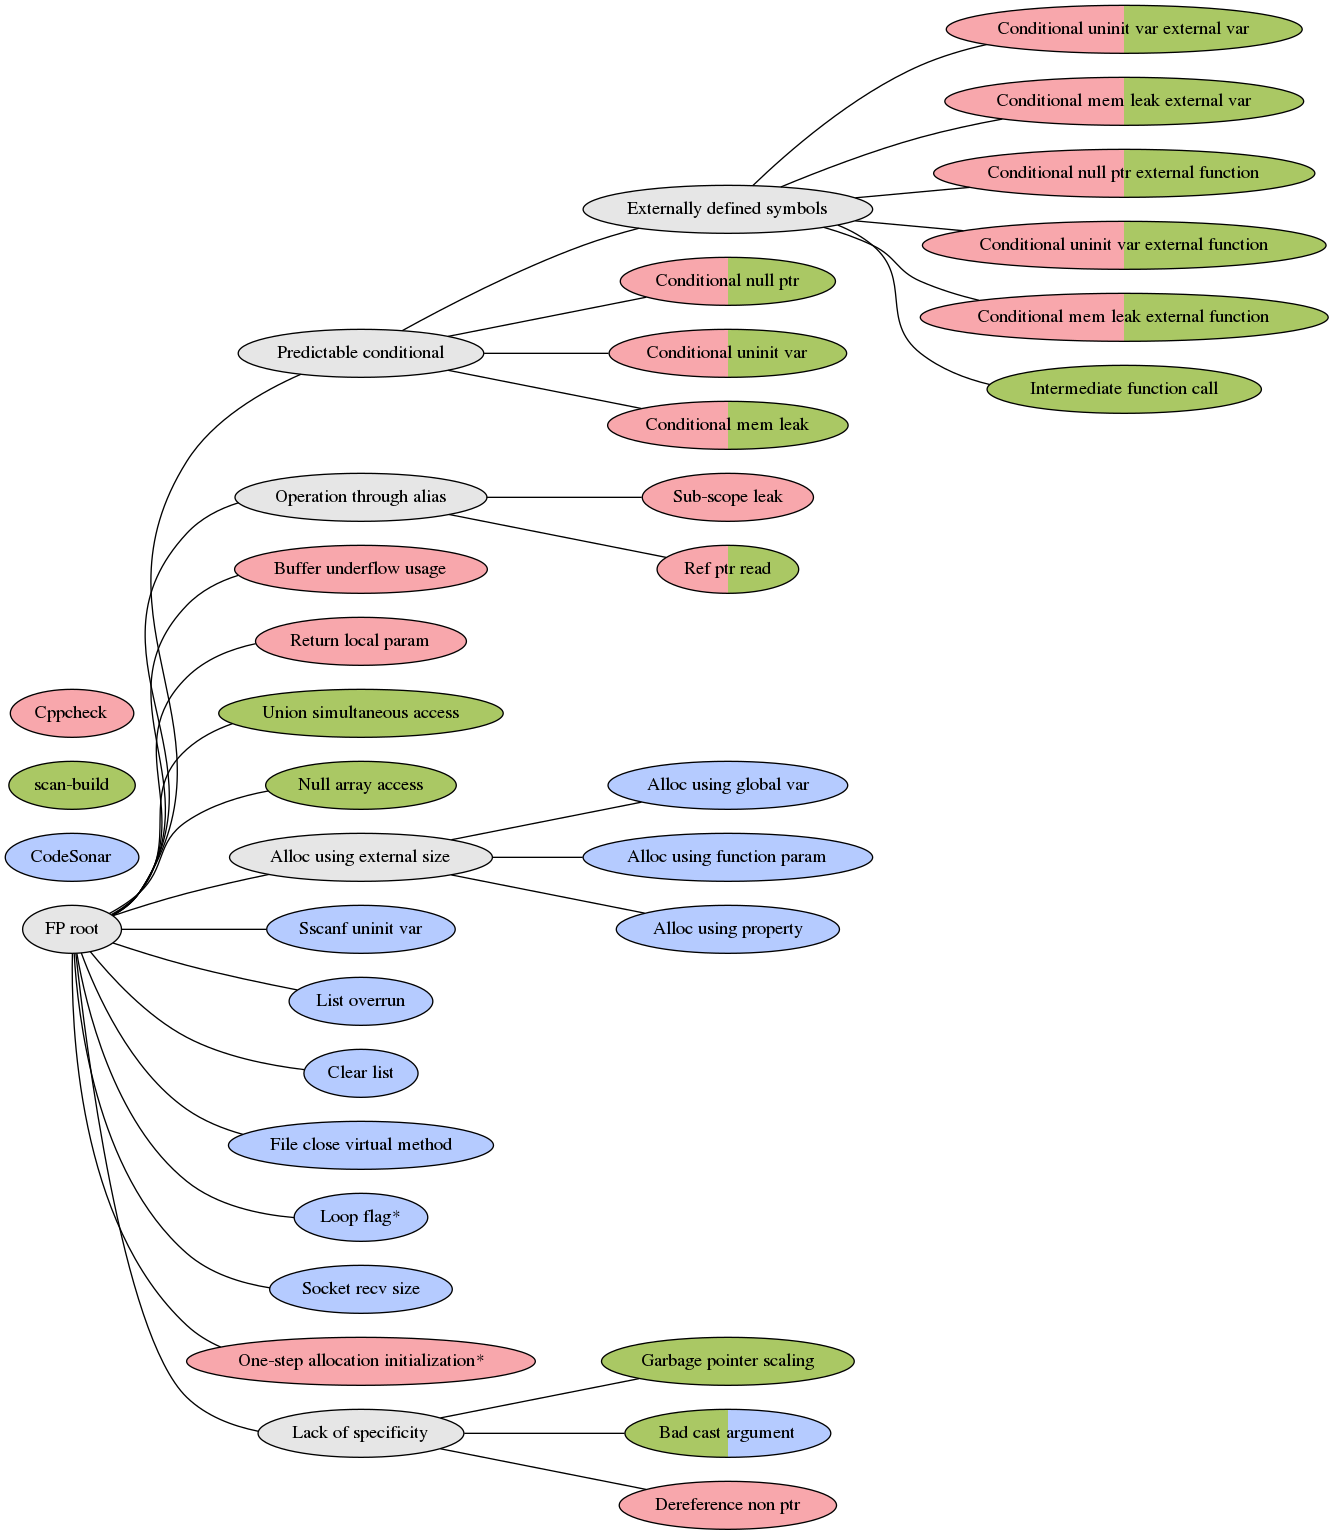 Conditional uninit var external var
Conditional mem leak external var
Conditional null ptr external function
Externally defined symbols
Conditional uninit var external function
Conditional null ptr
Conditional mem leak external function
Predictable conditional
Conditional uninit var
Intermediate function call
Conditional mem leak
Operation through alias
Sub-scope leak
Buffer underflow usage
Ref ptr read
Return local param
Cppcheck
Union simultaneous access
scan-build
Null array access
Alloc using global var
CodeSonar
Alloc using external size
Alloc using function param
FP root
Sscanf uninit var
Alloc using property
List overrun
Clear list
File close virtual method
Loop flag*
Socket recv size
One-step allocation initialization*
Garbage pointer scaling
Lack of specificity
Bad cast argument
Dereference non ptr